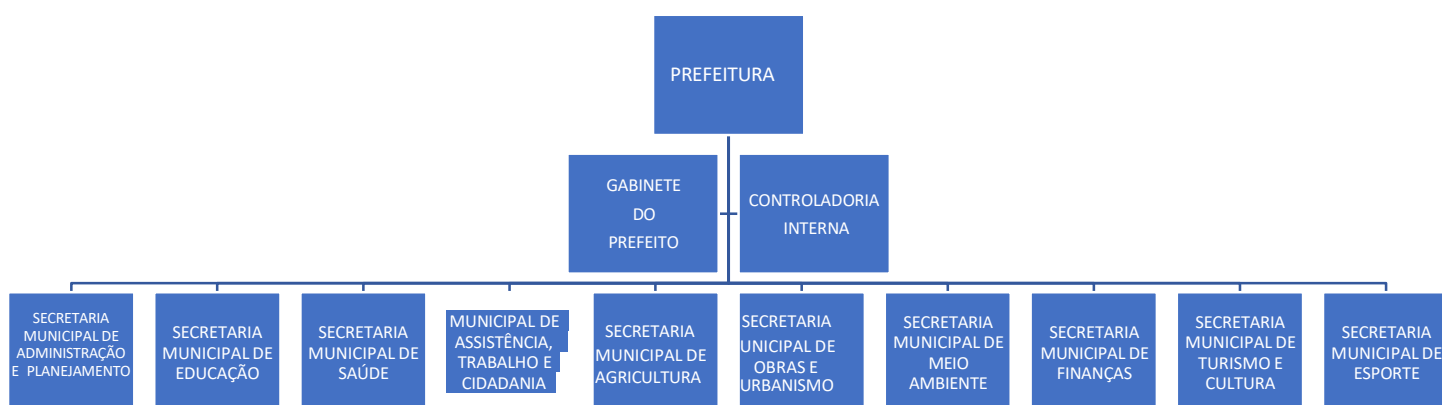 PREFEITURA
GABINETE
DO
PREFEITO
CONTROLADORIA
INTERNA
SECRETARIA
MUNICIPAL DE
ADMINISTRAÇÃO
E PLANEJAMENTO
SECRETARIA
MUNICIPAL DE
EDUCAÇÃO
SECRETARIA
MUNICIPAL DE
SAÚDE
MUNICIPAL DE
ASSISTÊNCIA,
TRABALHO E
CIDADANIA
SECRETARIA
MUNICIPAL DE
AGRICULTURA
SECRETARIA
UNICIPAL DE
OBRAS E
URBANISMO
SECRETARIA
MUNICIPAL DE
MEIO
AMBIENTE
SECRETARIA
MUNICIPAL DE
FINANÇAS
SECRETARIA
MUNICIPAL DE
TURISMO E
CULTURA
SECRETARIA
MUNICIPAL DE
ESPORTE